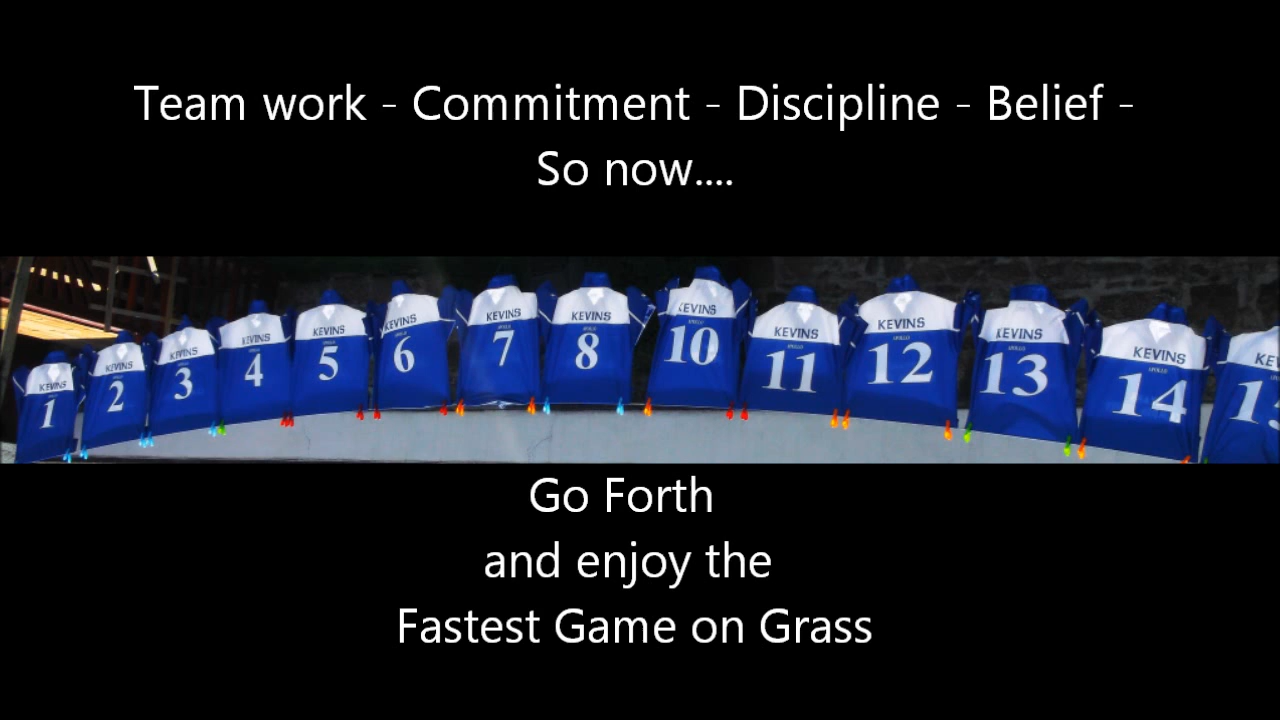 Team work - Commitment - Discipline - Belief -
So now....
KEVINS KEVINS KEVINS KEVINS KEVINS KEVINS KEVINS KEVINS KEVINS KEVINS KEVINS KEVINS KEVINS
1 2 3 4 5 6 7 8 10 11 12 13 14
Go Forth
and enjoy the
Fastest Game on Grass